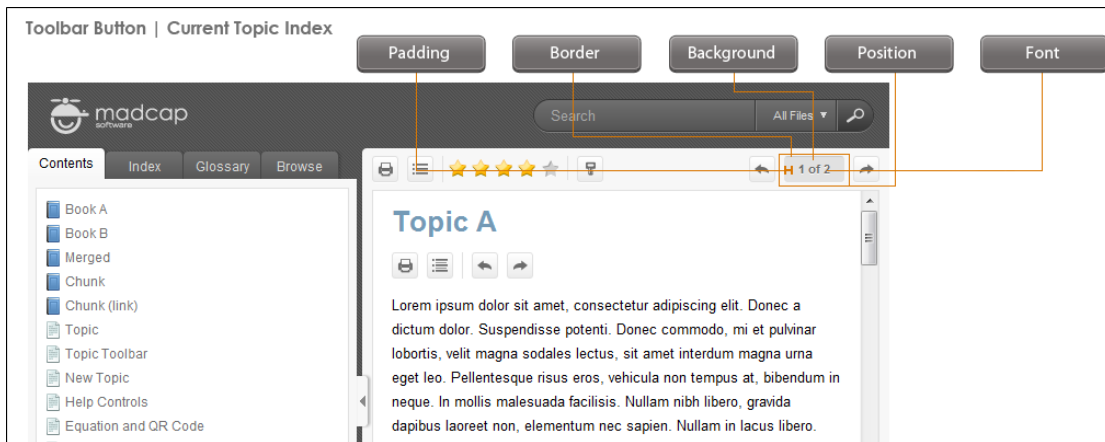 Toolbar Button | Current Topic Index
Padding
Border
Background
Position
Font
madcap
software
Search
All Files
Contents
Index
Glossary
Browse
1 of 2
Book A
Book B
Merged
Chunk
Chunk (link)
Topic
Topic Toolbar
New Topic
Help Controls
Equation and QR Code
Topic A
Lorem ipsum dolor sit amet, consectetur adipiscing elit. Donec a
dictum dolor. Suspendisse potenti. Donec commodo, mi et pulvinar
lobortis, velit magna sodales lectus, sit amet interdum magna urna
eget leo. Pellentesque risus eros, vehicula non tempus at, bibendum in
neque. In mollis malesuada facilisis. Nullam nibh libero, gravida
dapibus laoreet non, elementum nec sapien. Nullam in lacus libero.